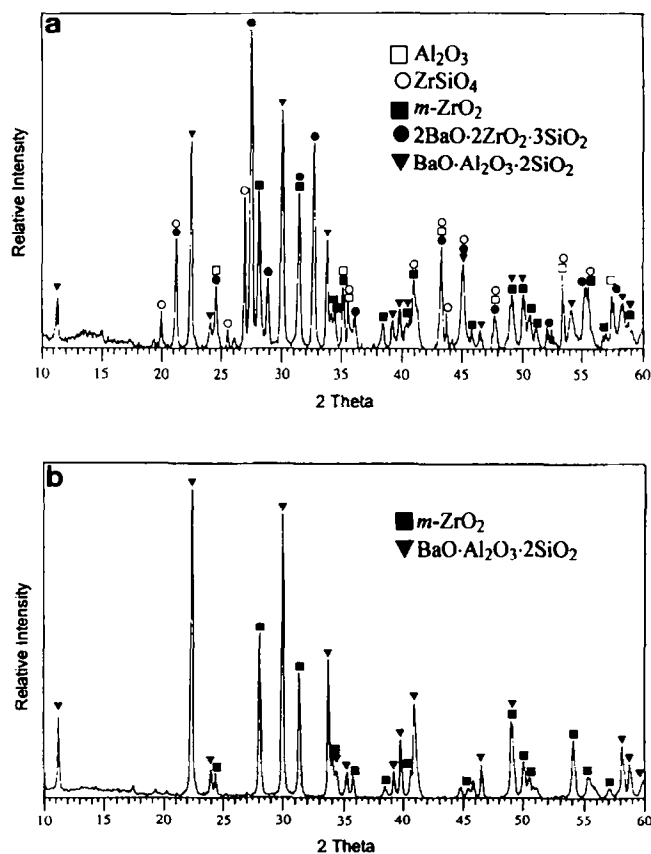 a
Al₂O₃
ZrSiO₄
m-ZrO₂
2BaO·2ZrO₂·3SiO₂
BaO·Al₂O₃·2SiO₂
Relative Intensity
10 15 20 25 30 35 40 45 50 55 60
2 Theta
b
m-ZrO₂
BaO·Al₂O₃·2SiO₂
Relative Intensity
10 15 20 25 30 35 40 45 50 55 60
2 Theta